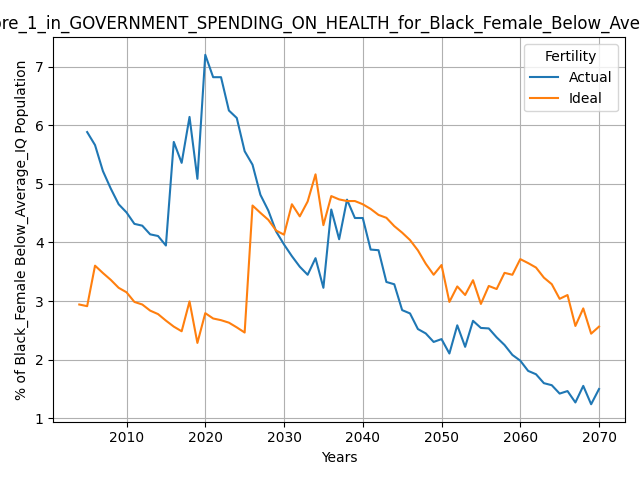 ore_1_in_GOVERNMENT_SPENDING_ON_HEALTH_for_Black_Female_Below_Ave
Fertility
Actual
Ideal
% of Black_Female Below_Average_IQ Population
7
6
5
4
3
2
1
2010 2020 2030 2040 2050 2060 2070
Years